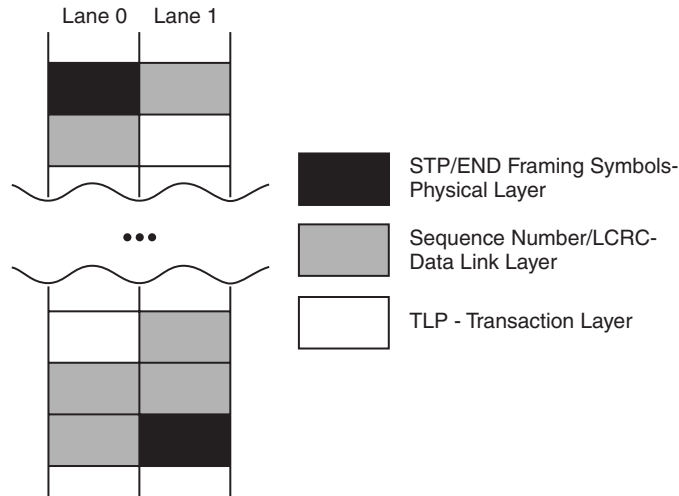 Lane 0 Lane 1
STP/END Framing Symbols-
Physical Layer
Sequence Number/LCRC-
Data Link Layer
TLP - Transaction Layer